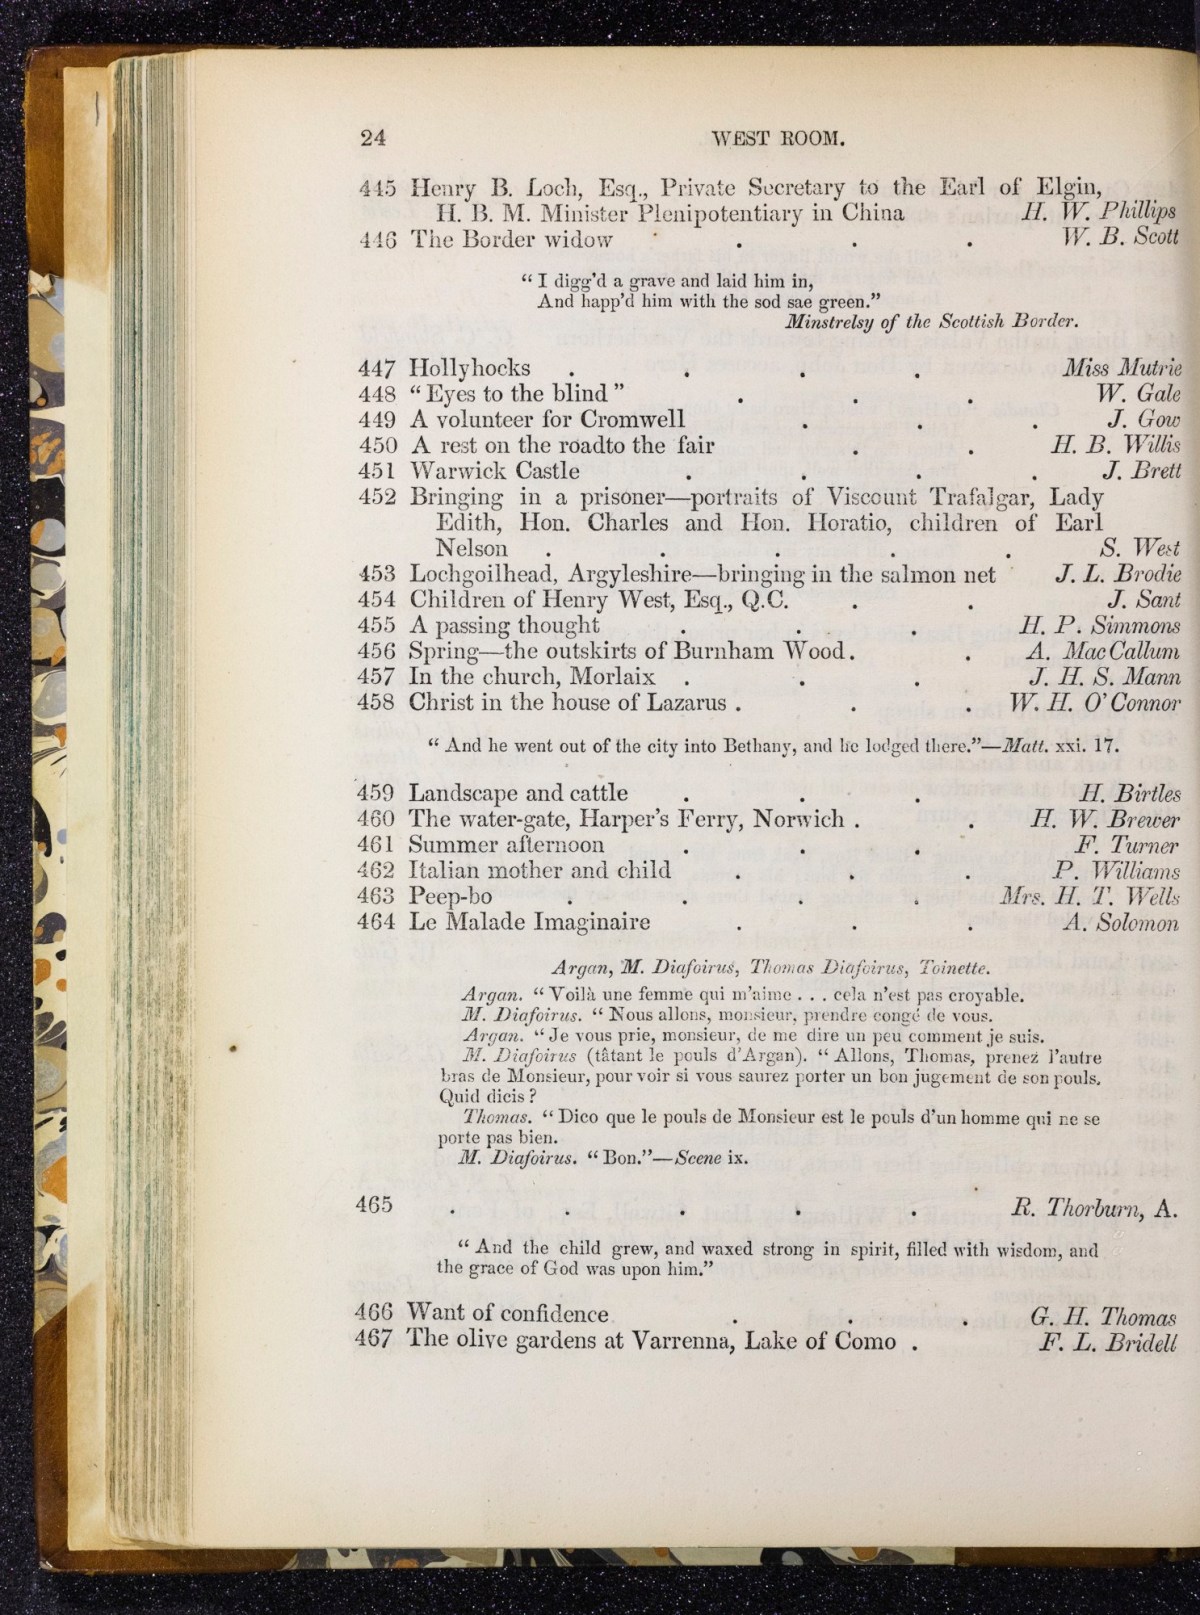 24 WEST ROOM.
445 Henry B. Loch, Esq., Private Secretary to the Earl of Elgin,
H. B. M. Minister Plenipotentiary in China H. W. Phillips
446 The Border widow . . . W. B. Scott
“ I digg’d a grave and laid him in,
And happ’d him with the sod sae green.”
Minstrelsy of the Scottish Border.
447 Hollyhocks . . . . Miss Mutrie
448 “ Eyes to the blind ” . . . W. Gale
449 A volunteer for Cromwell . . . J. Gow
450 A rest on the roadto the fair . . H. B. Willis
451 Warwick Castle . . . . J. Brett
452 Bringing in a prisoner—portraits of Viscount Trafalgar, Lady
Edith, Hon. Charles and Hon. Horatio, children of Earl
Nelson . . . . . S. West
453 Lochgoilhead, Argyleshire—bringing in the salmon net J. L. Brodie
454 Children of Henry West, Esq., Q.C. . . J. Sant
455 A passing thought . . . H. P. Simmons
456 Spring—the outskirts of Burnham Wood. . A. MacCallum
457 In the church, Morlaix . . . J. H. S. Mann
458 Christ in the house of Lazarus . . . W. H. O’Connor
“ And he went out of the city into Bethany, and he lodged there.”—Matt. xxi. 17.
459 Landscape and cattle . . . H. Birtles
460 The water-gate, Harper’s Ferry, Norwich . . H. W. Brewer
461 Summer afternoon . . . F. Turner
462 Italian mother and child . . . P. Williams
463 Peep-bo . . . . Mrs. H. T. Wells
464 Le Malade Imaginaire . . . A. Solomon
Argan, M. Diafoirus, Thomas Diafoirus, Toinette.
Argan. “ Voilà une femme qui m’aime . . . cela n’est pas croyable.
M. Diafoirus. “ Nous allons, monsieur, prendre congé de vous.
Argan. “ Je vous prie, monsieur, de me dire un peu comment je suis.
M. Diafoirus (tâtant le pouls d’Argan). “ Allons, Thomas, prenez l’autre
bras de Monsieur, pour voir si vous saurez porter un bon jugement de son pouls.
Quid dicis ?
Thomas. “ Dico que le pouls de Monsieur est le pouls d’un homme qui ne se
porte pas bien.
M. Diafoirus. “ Bon.”—Scene ix.
465 . . . . . R. Thorburn, A.
“ And the child grew, and waxed strong in spirit, filled with wisdom, and
the grace of God was upon him.”
466 Want of confidence . . . G. H. Thomas
467 The olive gardens at Varrenna, Lake of Como . F. L. Bridell